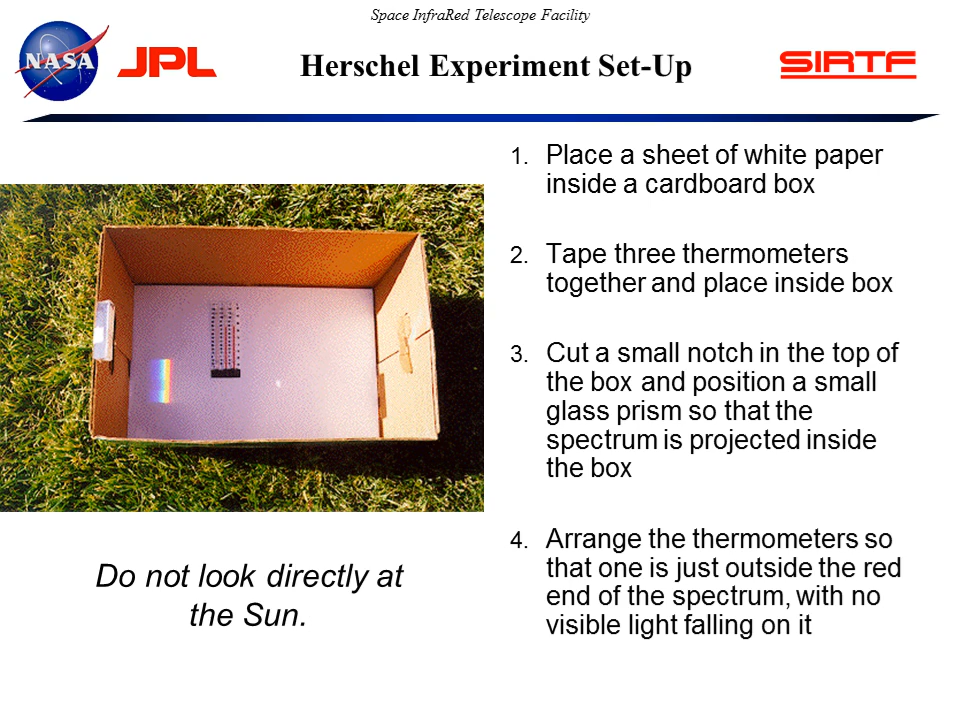 Space InfraRed Telescope Facility
NASA
JPL
Herschel Experiment Set-Up
SIRTF
1. Place a sheet of white paper
inside a cardboard box
2. Tape three thermometers
together and place inside box
3. Cut a small notch in the top of
the box and position a small
glass prism so that the
spectrum is projected inside
the box
4. Arrange the thermometers so
that one is just outside the red
end of the spectrum, with no
visible light falling on it
Do not look directly at
the Sun.